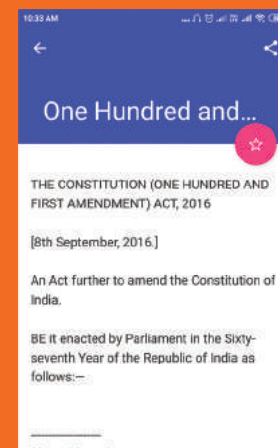 10:33 AM
One Hundred and...
THE CONSTITUTION (ONE HUNDRED AND
FIRST AMENDMENT) ACT, 2016
[8th September, 2016.]
An Act further to amend the Constitution of
India.
BE it enacted by Parliament in the Sixty-
seventh Year of the Republic of India as
follows:—